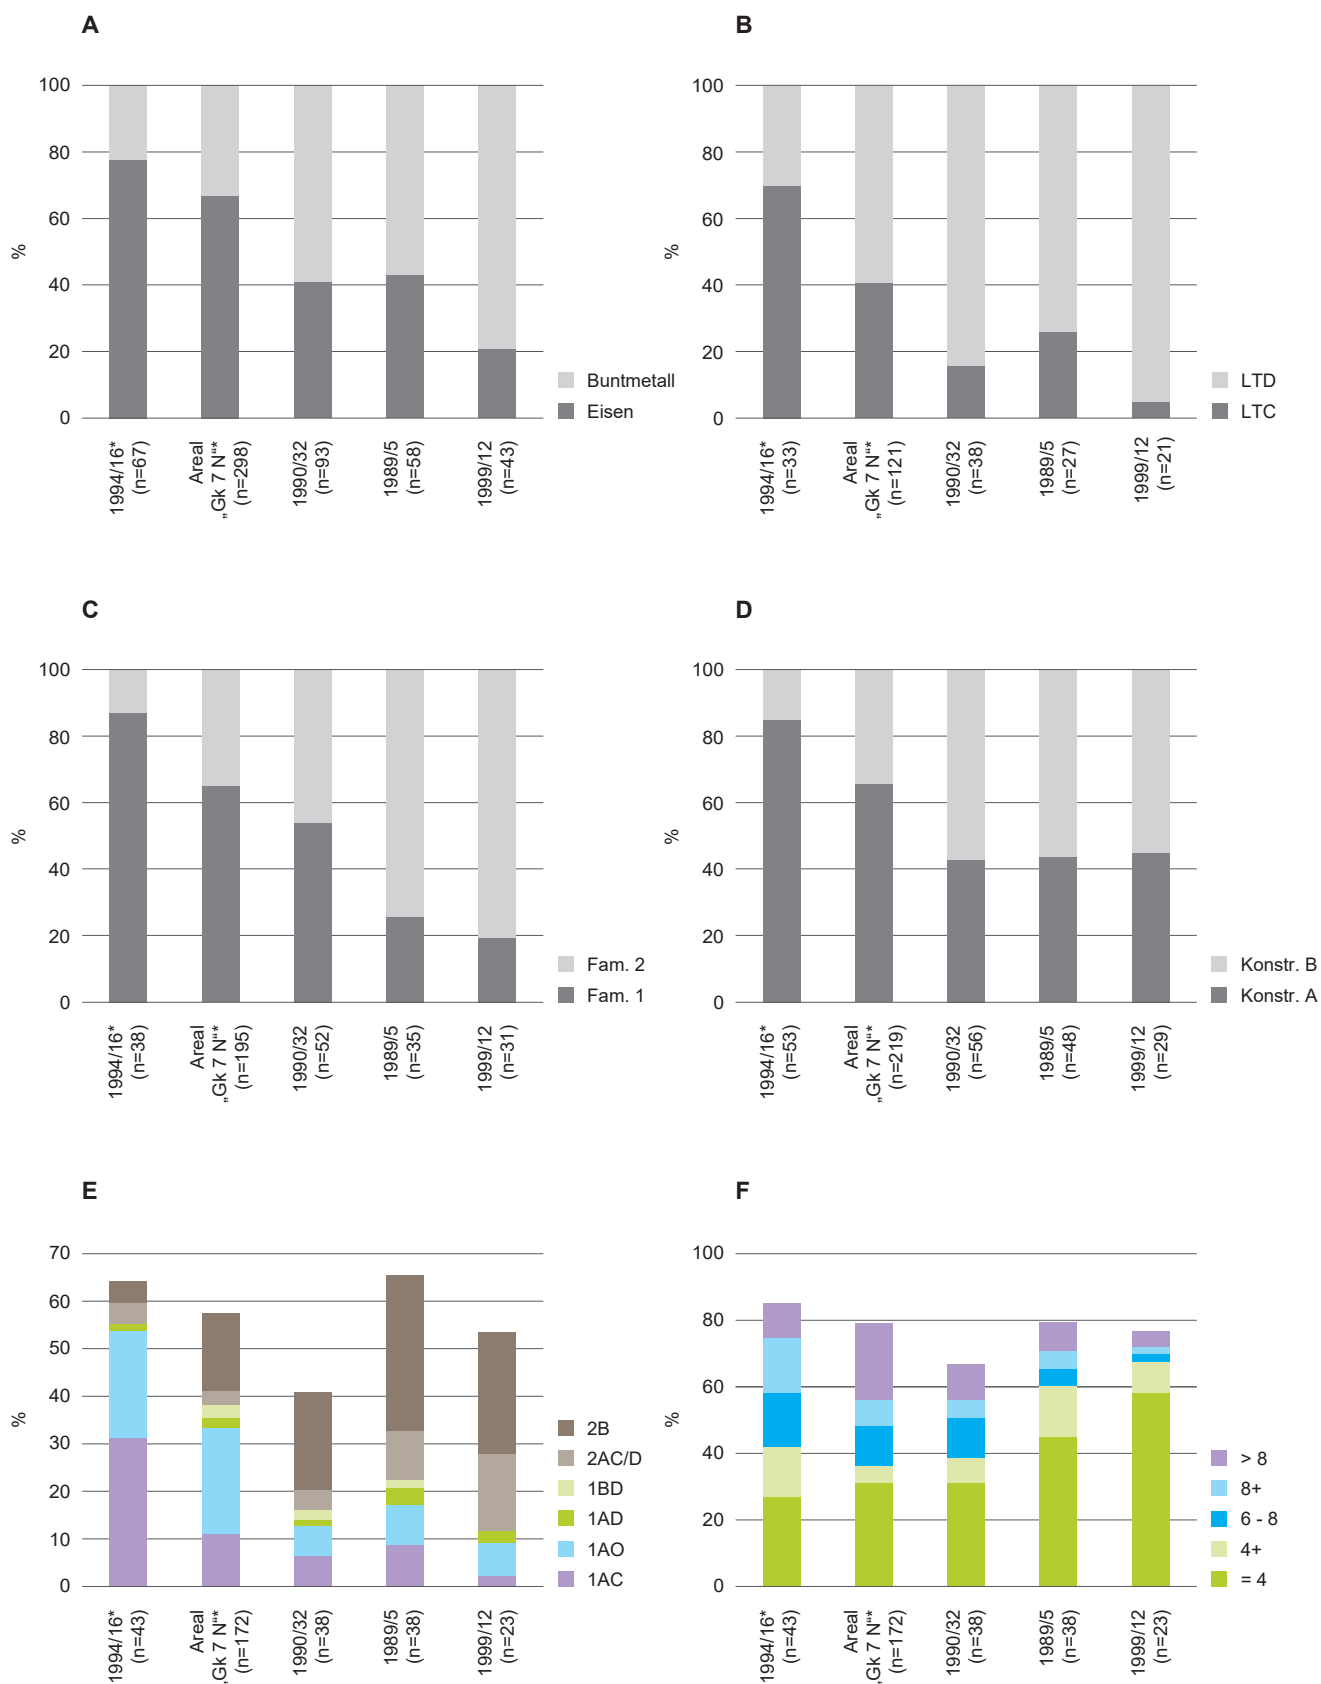 A
100
80
60
40
20
0
%
Buntmetall
Eisen
1994/16*
(n=67)
Areal
„Gk 7 N“*
(n=298)
1990/32
(n=93)
1989/5
(n=58)
1999/12
(n=43)
B
100
80
60
40
20
0
%
LTD
LTC
1994/16*
(n=33)
Areal
„Gk 7 N“*
(n=121)
1990/32
(n=38)
1989/5
(n=27)
1999/12
(n=21)
C
100
80
60
40
20
0
%
Fam. 2
Fam. 1
1994/16*
(n=38)
Areal
„Gk 7 N“*
(n=195)
1990/32
(n=52)
1989/5
(n=35)
1999/12
(n=31)
D
100
80
60
40
20
0
%
Konstr. B
Konstr. A
1994/16*
(n=53)
Areal
„Gk 7 N“*
(n=219)
1990/32
(n=56)
1989/5
(n=48)
1999/12
(n=29)
E
70
60
50
40
30
20
10
0
%
2B
2AC/D
1BD
1AD
1AO
1AC
1994/16*
(n=43)
Areal
„Gk 7 N“*
(n=172)
1990/32
(n=38)
1989/5
(n=38)
1999/12
(n=23)
F
100
80
60
40
20
0
%
> 8
8+
6 - 8
4+
= 4
1994/16*
(n=43)
Areal
„Gk 7 N“*
(n=172)
1990/32
(n=38)
1989/5
(n=38)
1999/12
(n=23)